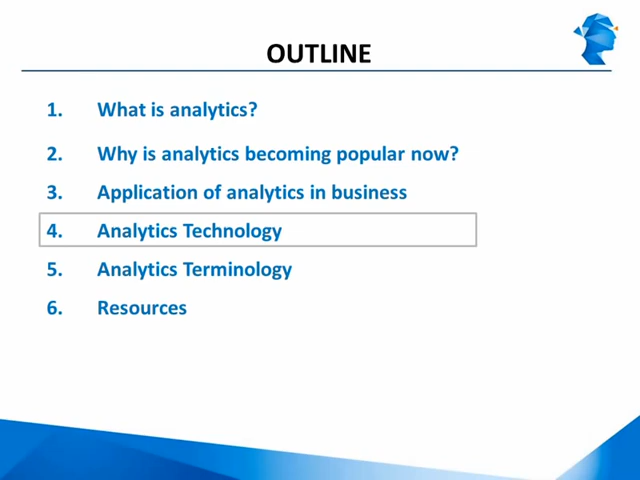 OUTLINE
1. What is analytics?
2. Why is analytics becoming popular now?
3. Application of analytics in business
4. Analytics Technology
5. Analytics Terminology
6. Resources